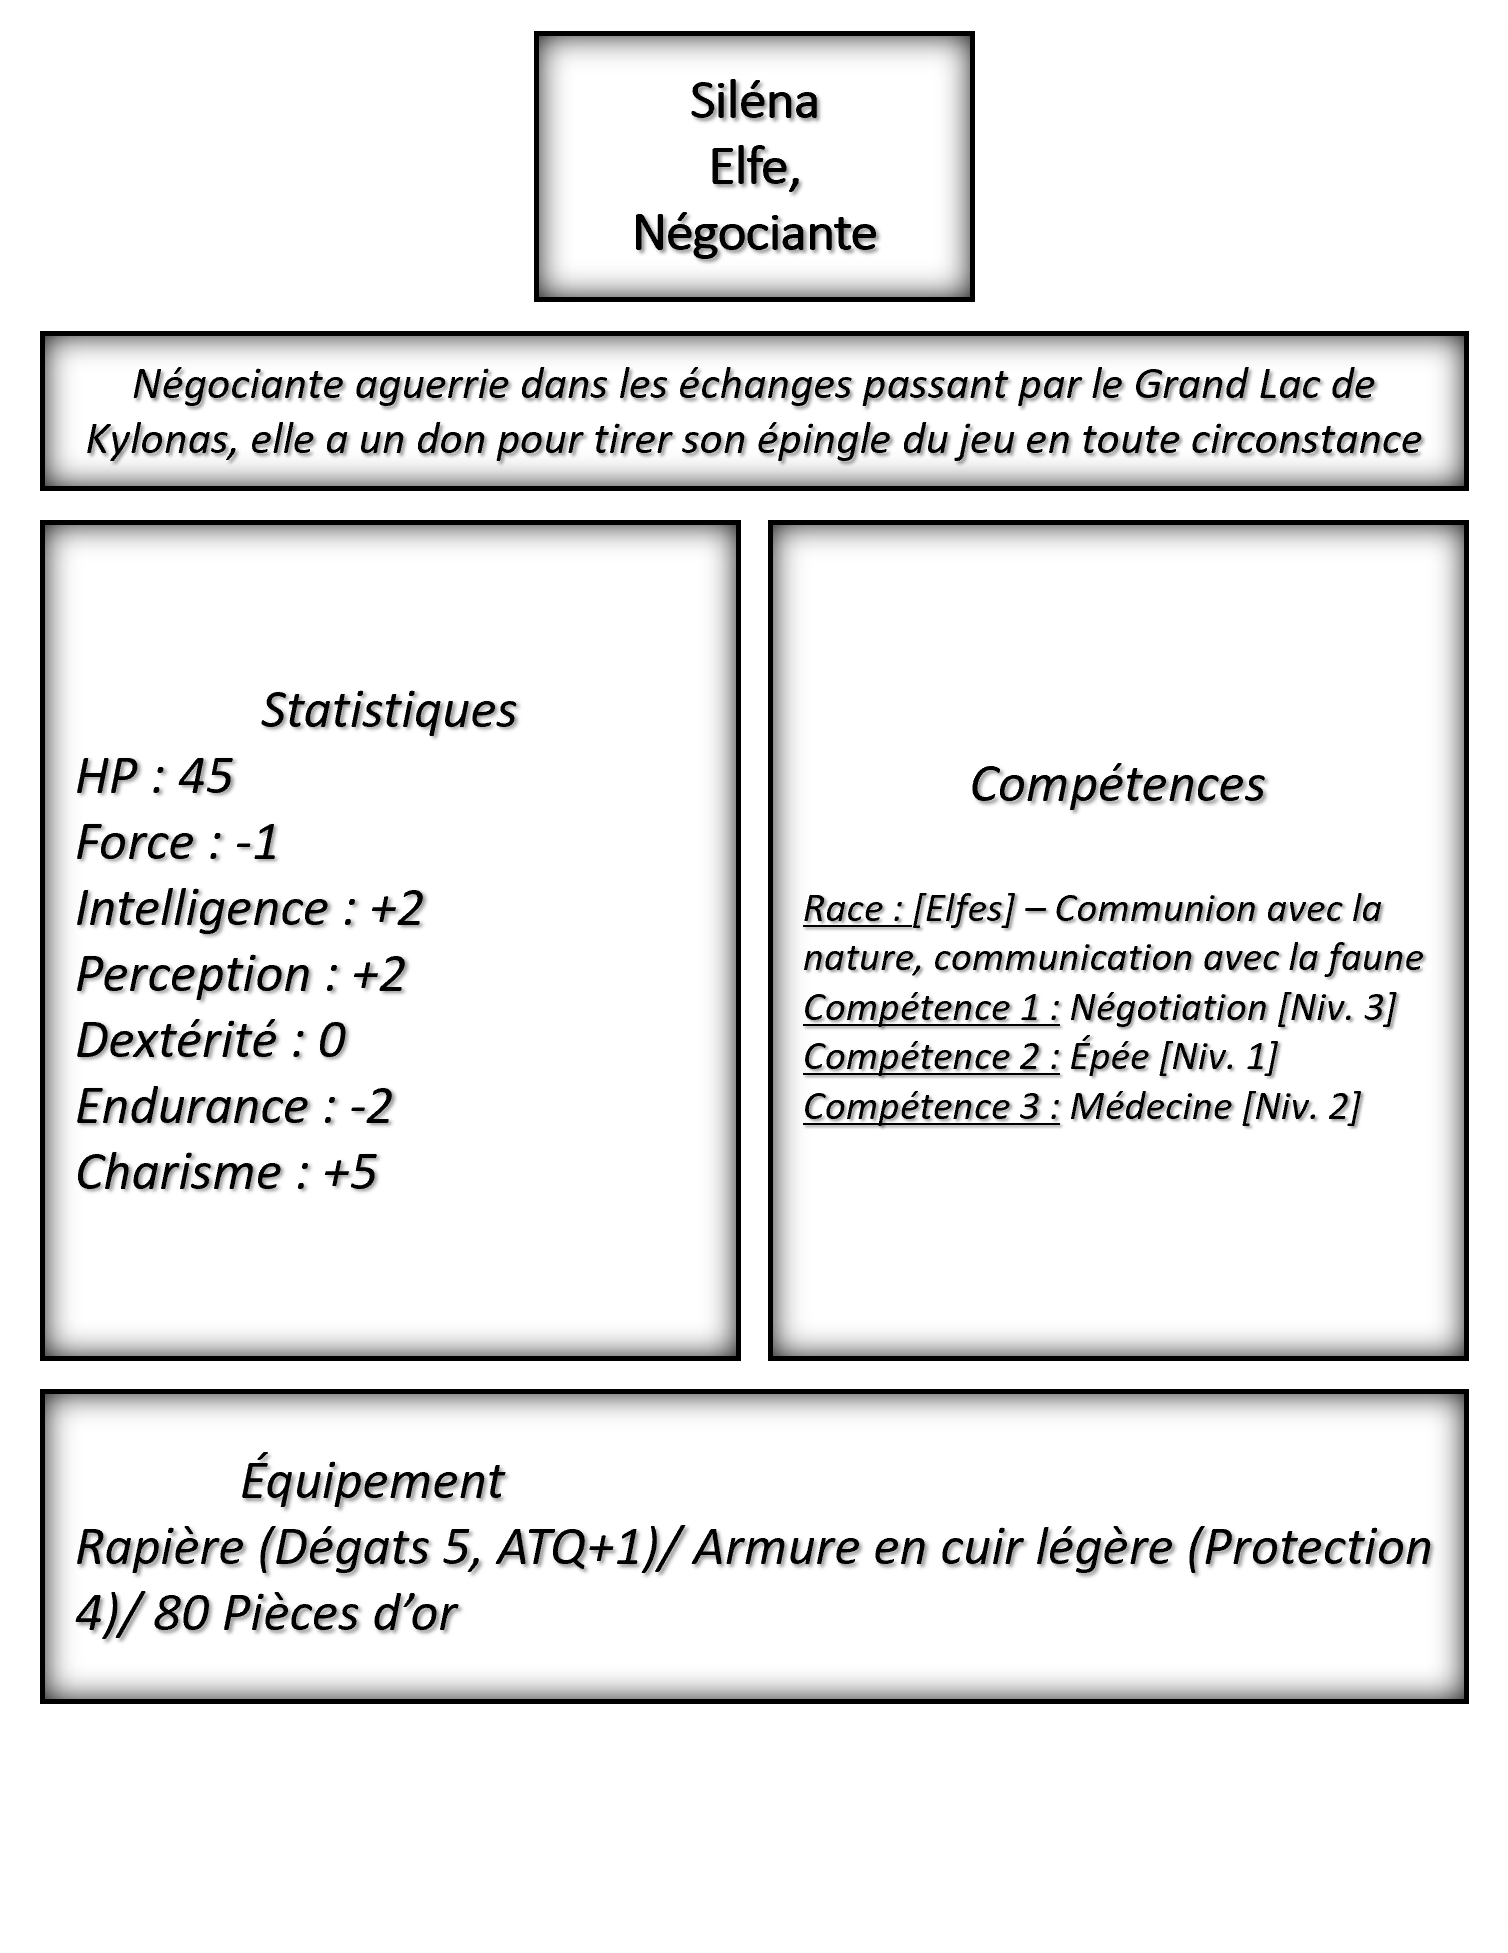 Siléna
Elfe,
Négociante
Négociante aguerrie dans les échanges passant par le Grand Lac de
Kylonas, elle a un don pour tirer son épingle du jeu en toute circonstance
Statistiques
HP : 45
Force : -1
Intelligence : +2
Perception : +2
Dextérité : 0
Endurance : -2
Charisme : +5
Compétences
Race : [Elfes] – Communion avec la
nature, communication avec la faune
Compétence 1 : Négotiation [Niv. 3]
Compétence 2 : Épée [Niv. 1]
Compétence 3 : Médecine [Niv. 2]
Équipement
Rapière (Dégats 5, ATQ+1)/ Armure en cuir légère (Protection
4)/ 80 Pièces d’or